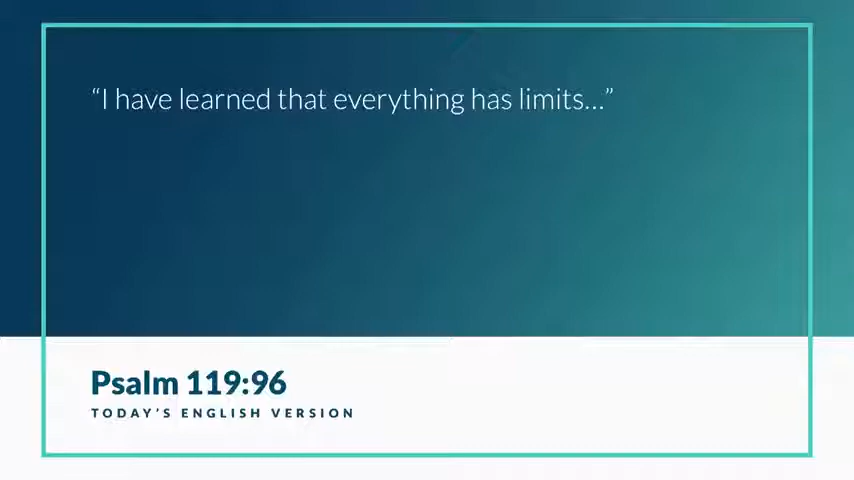 “I have learned that everything has limits...”
Psalm 119:96
TODAY’S ENGLISH VERSION